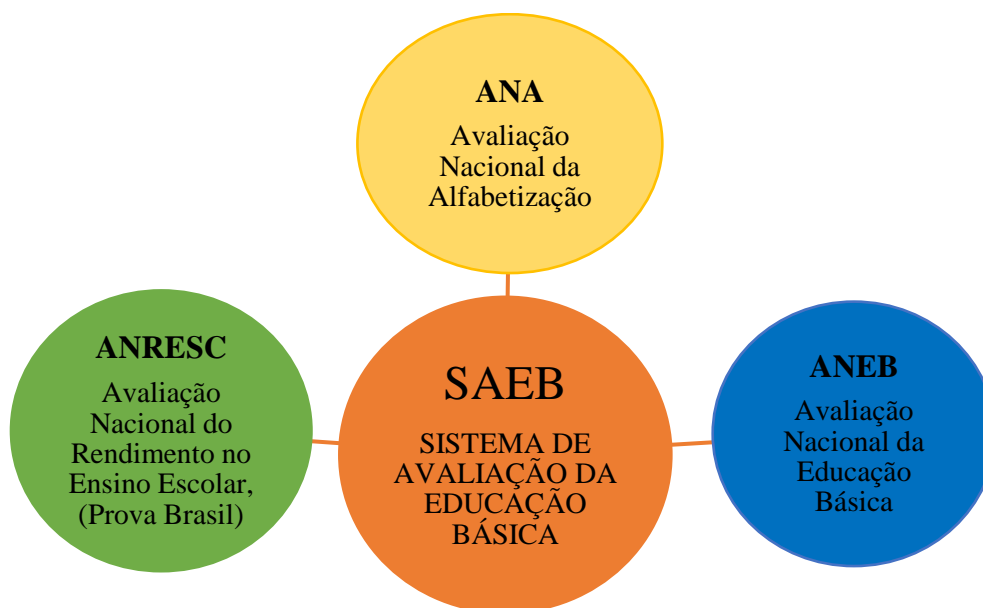 ANA
Avaliação
Nacional da
Alfabetização
ANRESC
Avaliação
Nacional do
Rendimento no
Ensino Escolar,
(Prova Brasil)
SAEB
SISTEMA DE
AVALIAÇÃO DA
EDUCAÇÃO
BÁSICA
ANEB
Avaliação
Nacional da
Educação
Básica